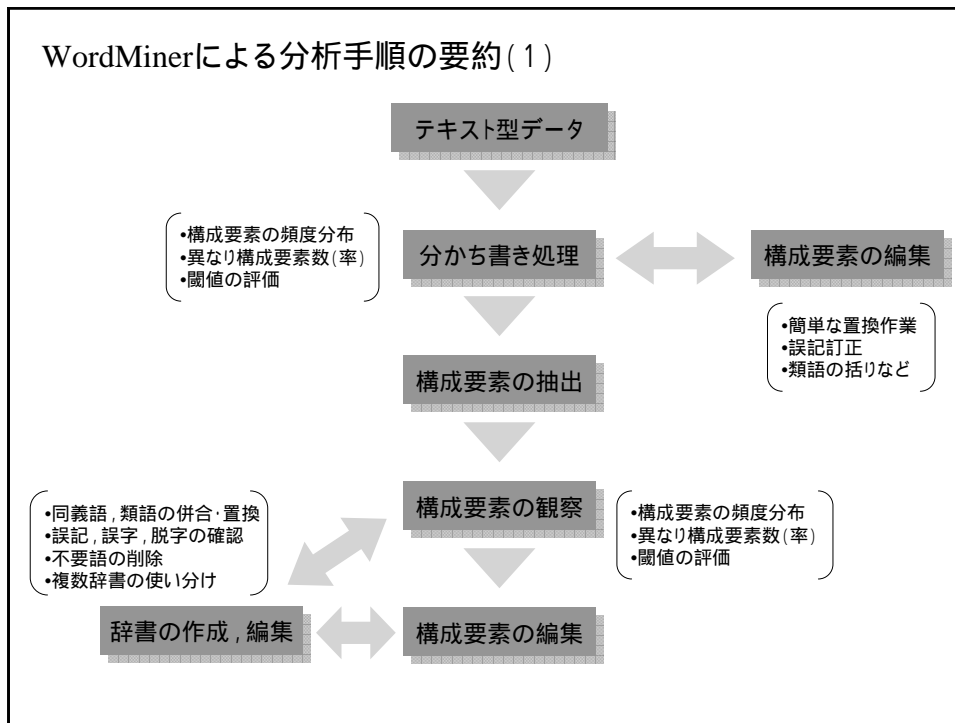 WordMinerによる分析手順の要約(1)
テキスト型データ
•構成要素の頻度分布
•異なり構成要素数(率)
•閾値の評価
分かち書き処理
構成要素の編集
•簡単な置換作業
•誤記訂正
•類語の括りなど
構成要素の抽出
•同義語,類語の併合・置換
•誤記,誤字,脱字の確認
•不要語の削除
•複数辞書の使い分け
構成要素の観察
•構成要素の頻度分布
•異なり構成要素数(率)
•閾値の評価
辞書の作成,編集
構成要素の編集